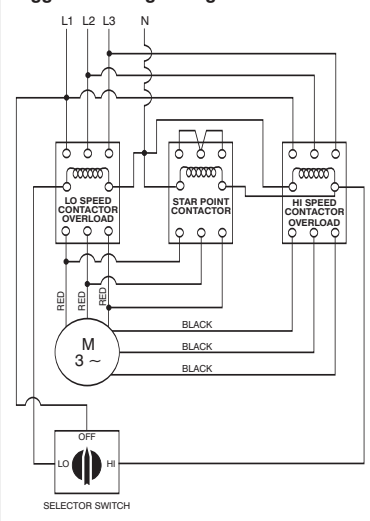 L1 L2 L3 N
LO SPEED
CONTACTOR
OVERLOAD
STAR POINT
CONTACTOR
HI SPEED
CONTACTOR
OVERLOAD
RED
RED
RED
BLACK
BLACK
BLACK
M
3 ~
OFF
LO
HI
SELECTOR SWITCH